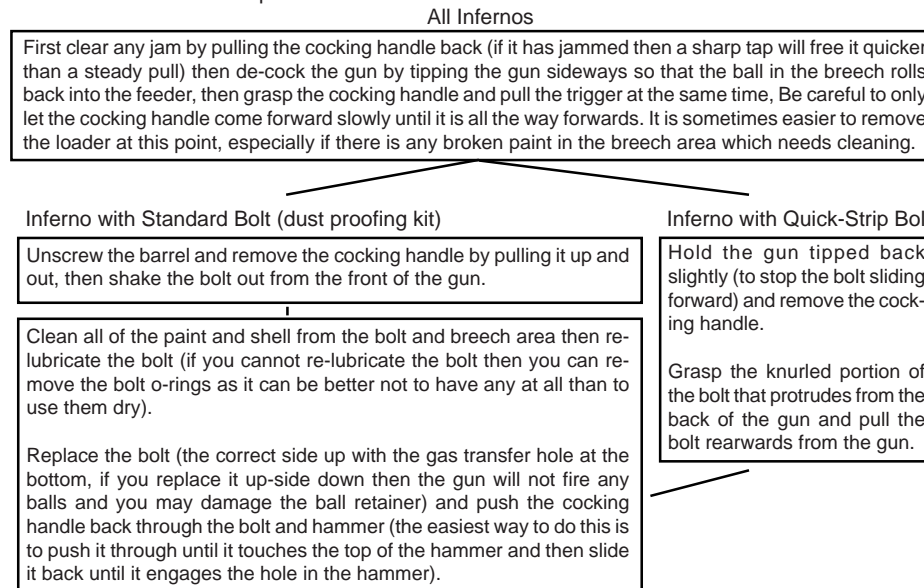 All Infernos
First clear any jam by pulling the cocking handle back (if it has jammed then a sharp tap will free it quicker
than a steady pull) then de-cock the gun by tipping the gun sideways so that the ball in the breech rolls
back into the feeder, then grasp the cocking handle and pull the trigger at the same time, Be careful to only
let the cocking handle come forward slowly until it is all the way forwards. It is sometimes easier to remove
the loader at this point, especially if there is any broken paint in the breech area which needs cleaning.
Inferno with Standard Bolt (dust proofing kit)
Unscrew the barrel and remove the cocking handle by pulling it up and
out, then shake the bolt out from the front of the gun.
Clean all of the paint and shell from the bolt and breech area then re-
lubricate the bolt (if you cannot re-lubricate the bolt then you can re-
move the bolt o-rings as it can be better not to have any at all than to
use them dry).
Replace the bolt (the correct side up with the gas transfer hole at the
bottom, if you replace it up-side down then the gun will not fire any
balls and you may damage the ball retainer) and push the cocking
handle back through the bolt and hammer (the easiest way to do this is
to push it through until it touches the top of the hammer and then slide
it back until it engages the hole in the hammer).
Inferno with Quick-Strip Bol
Hold the gun tipped back
slightly (to stop the bolt sliding
forward) and remove the cock-
ing handle.
Grasp the knurled portion of
the bolt that protrudes from the
back of the gun and pull the
bolt rearwards from the gun.